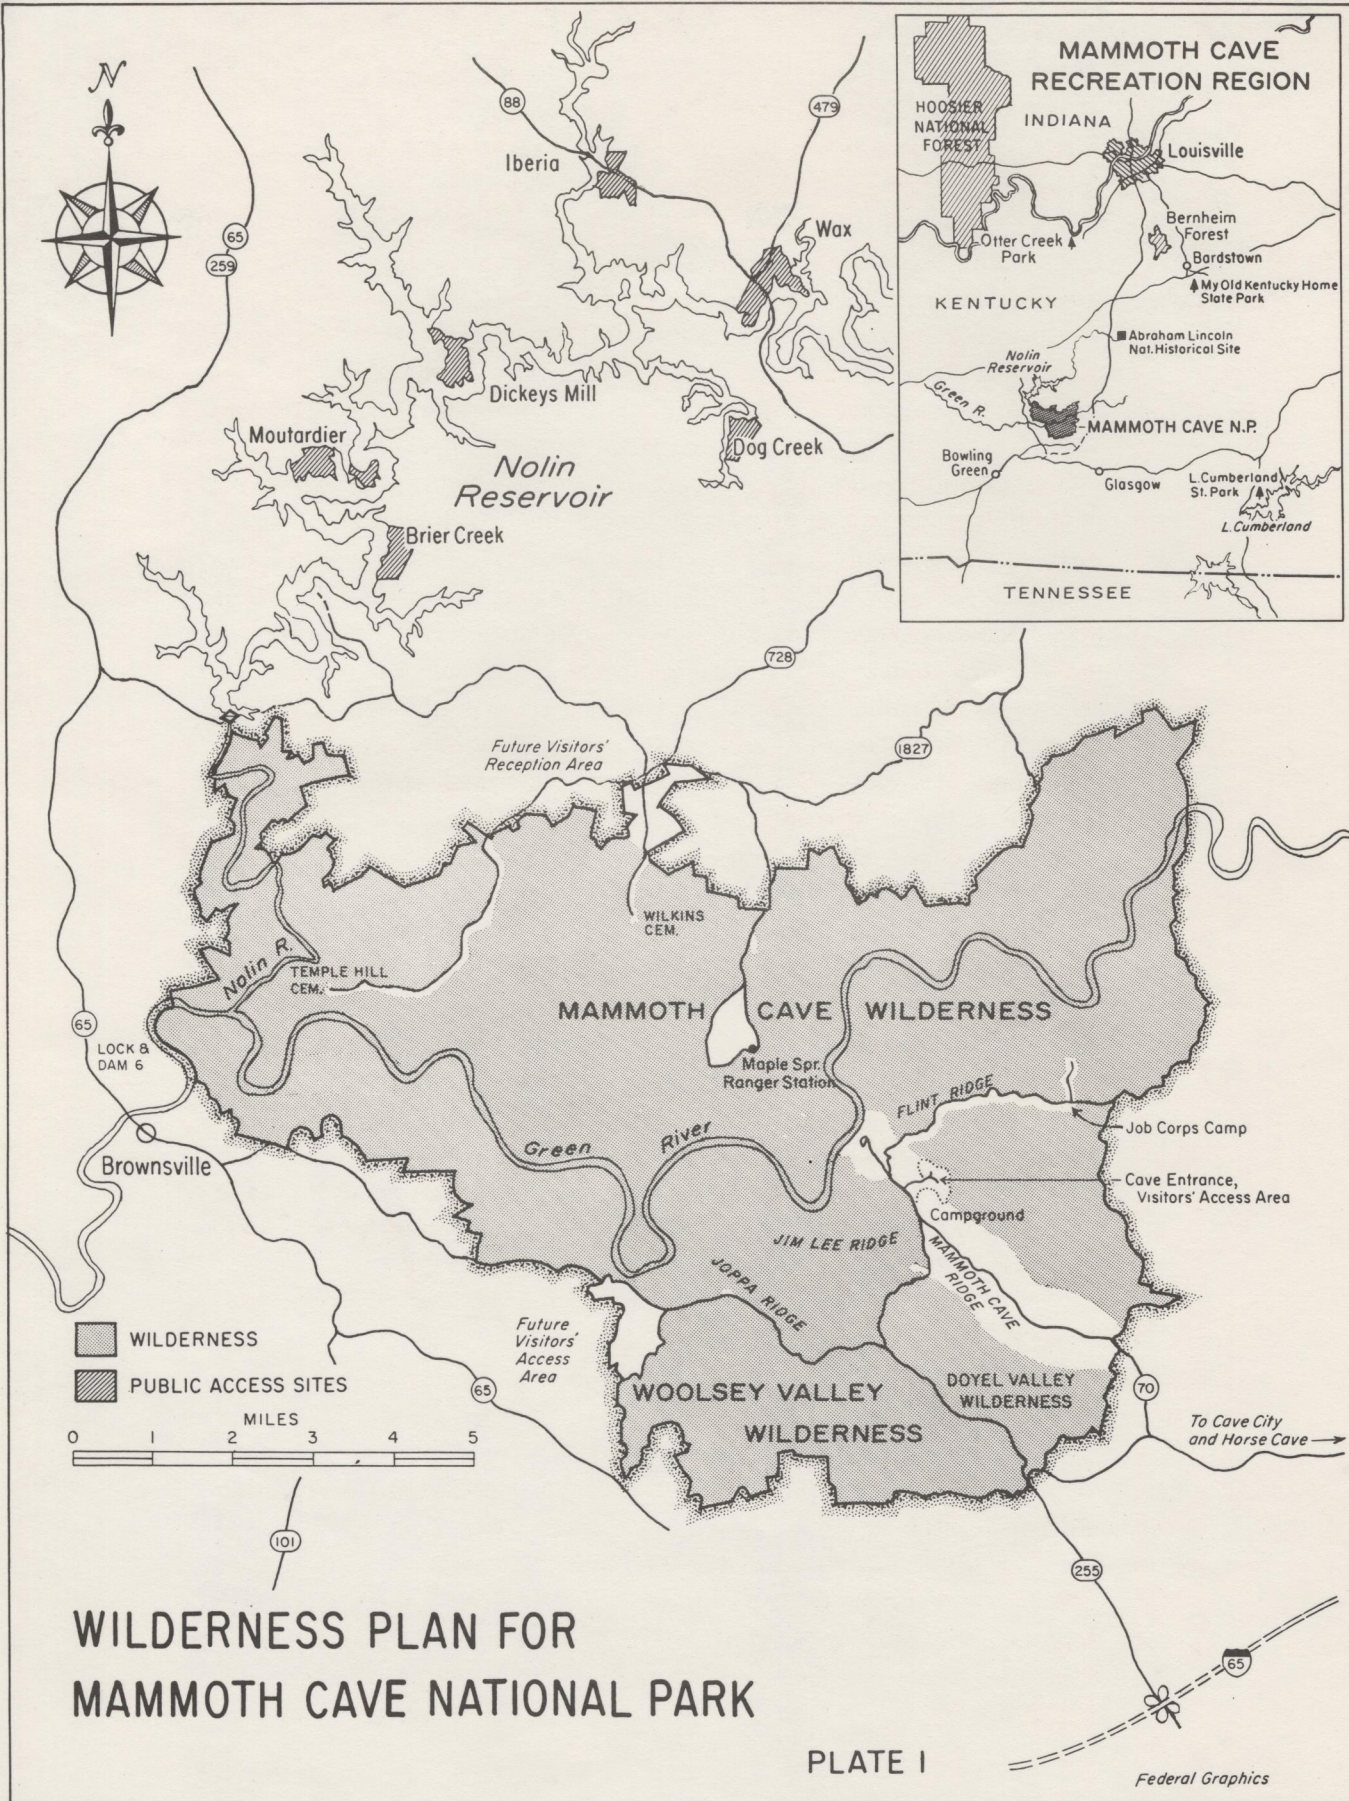 N
88
479
65
259
Iberia
Wax
Dickeys Mill
Moutardier
Dog Creek
Nolin
Reservoir
Brier Creek
MAMMOTH CAVE
RECREATION REGION
HOOSIER
NATIONAL
FOREST
INDIANA
Louisville
Bernheim
Forest
Otter Creek
Park
Bardstown
My Old Kentucky Home
State Park
KENTUCKY
Abraham Lincoln
Nat. Historical Site
Nolin
Reservoir
Green R.
MAMMOTH CAVE N.P.
Bowling
Green
Glasgow
L. Cumberland
St. Park
L. Cumberland
TENNESSEE
728
1827
Future Visitors'
Reception Area
WILKINS
CEM.
Nolin R.
TEMPLE HILL
CEM.
MAMMOTH CAVE WILDERNESS
65
LOCK &
DAM 6
Maple Spr.
Ranger Station
FLINT RIDGE
Job Corps Camp
Brownsville
Green River
Cave Entrance,
Visitors' Access Area
Campground
JIM LEE RIDGE
MAMMOTH CAVE
RIDGE
JOPPA RIDGE
Future
Visitors'
Access
Area
65
WOOLSEY VALLEY
WILDERNESS
DOYEL VALLEY
WILDERNESS
70
To Cave City
and Horse Cave
WILDERNESS
PUBLIC ACCESS SITES
MILES
0 1 2 3 4 5
101
255
65
WILDERNESS PLAN FOR
MAMMOTH CAVE NATIONAL PARK
PLATE I
Federal Graphics